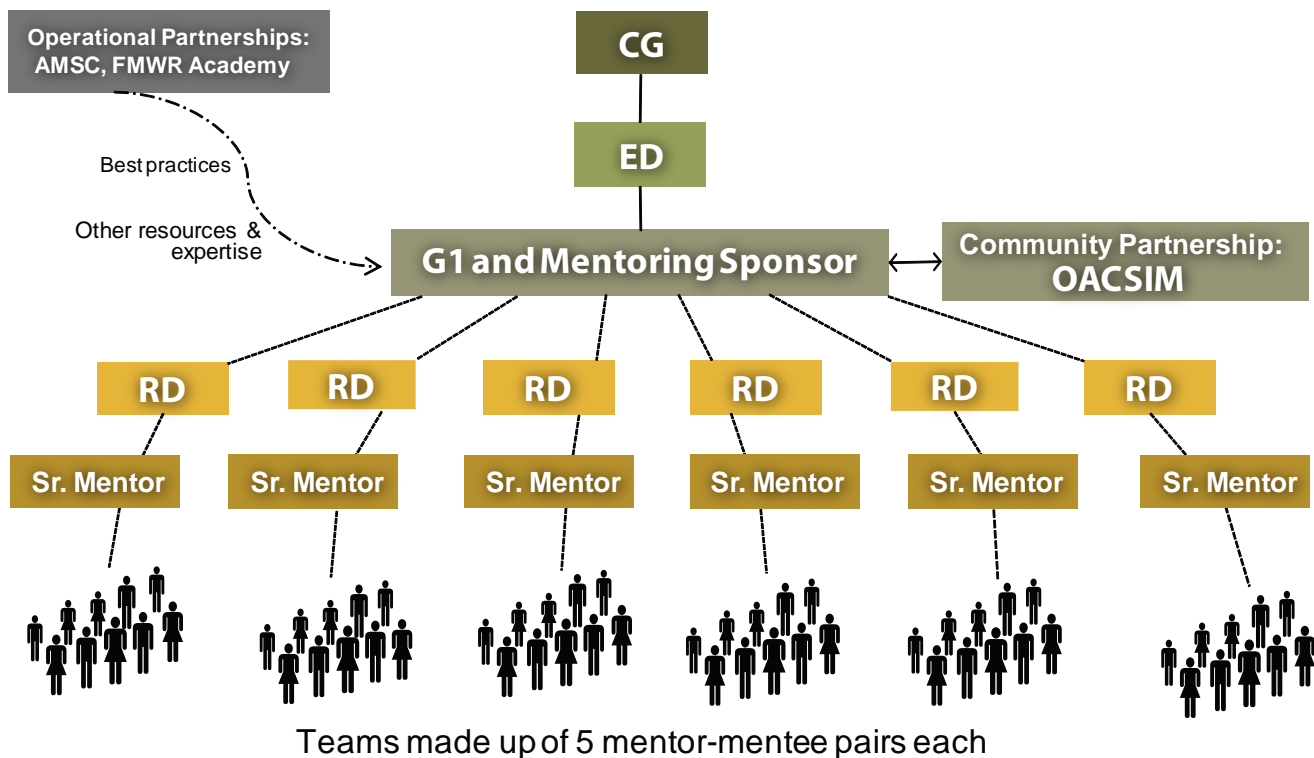 Operational Partnerships:
AMSC, FMWR Academy
CG
ED
Best practices
Other resources &
expertise
G1 and Mentoring Sponsor
Community Partnership:
OACSIM
RD
RD
RD
RD
RD
RD
Sr. Mentor
Sr. Mentor
Sr. Mentor
Sr. Mentor
Sr. Mentor
Sr. Mentor
Teams made up of 5 mentor-mentee pairs each